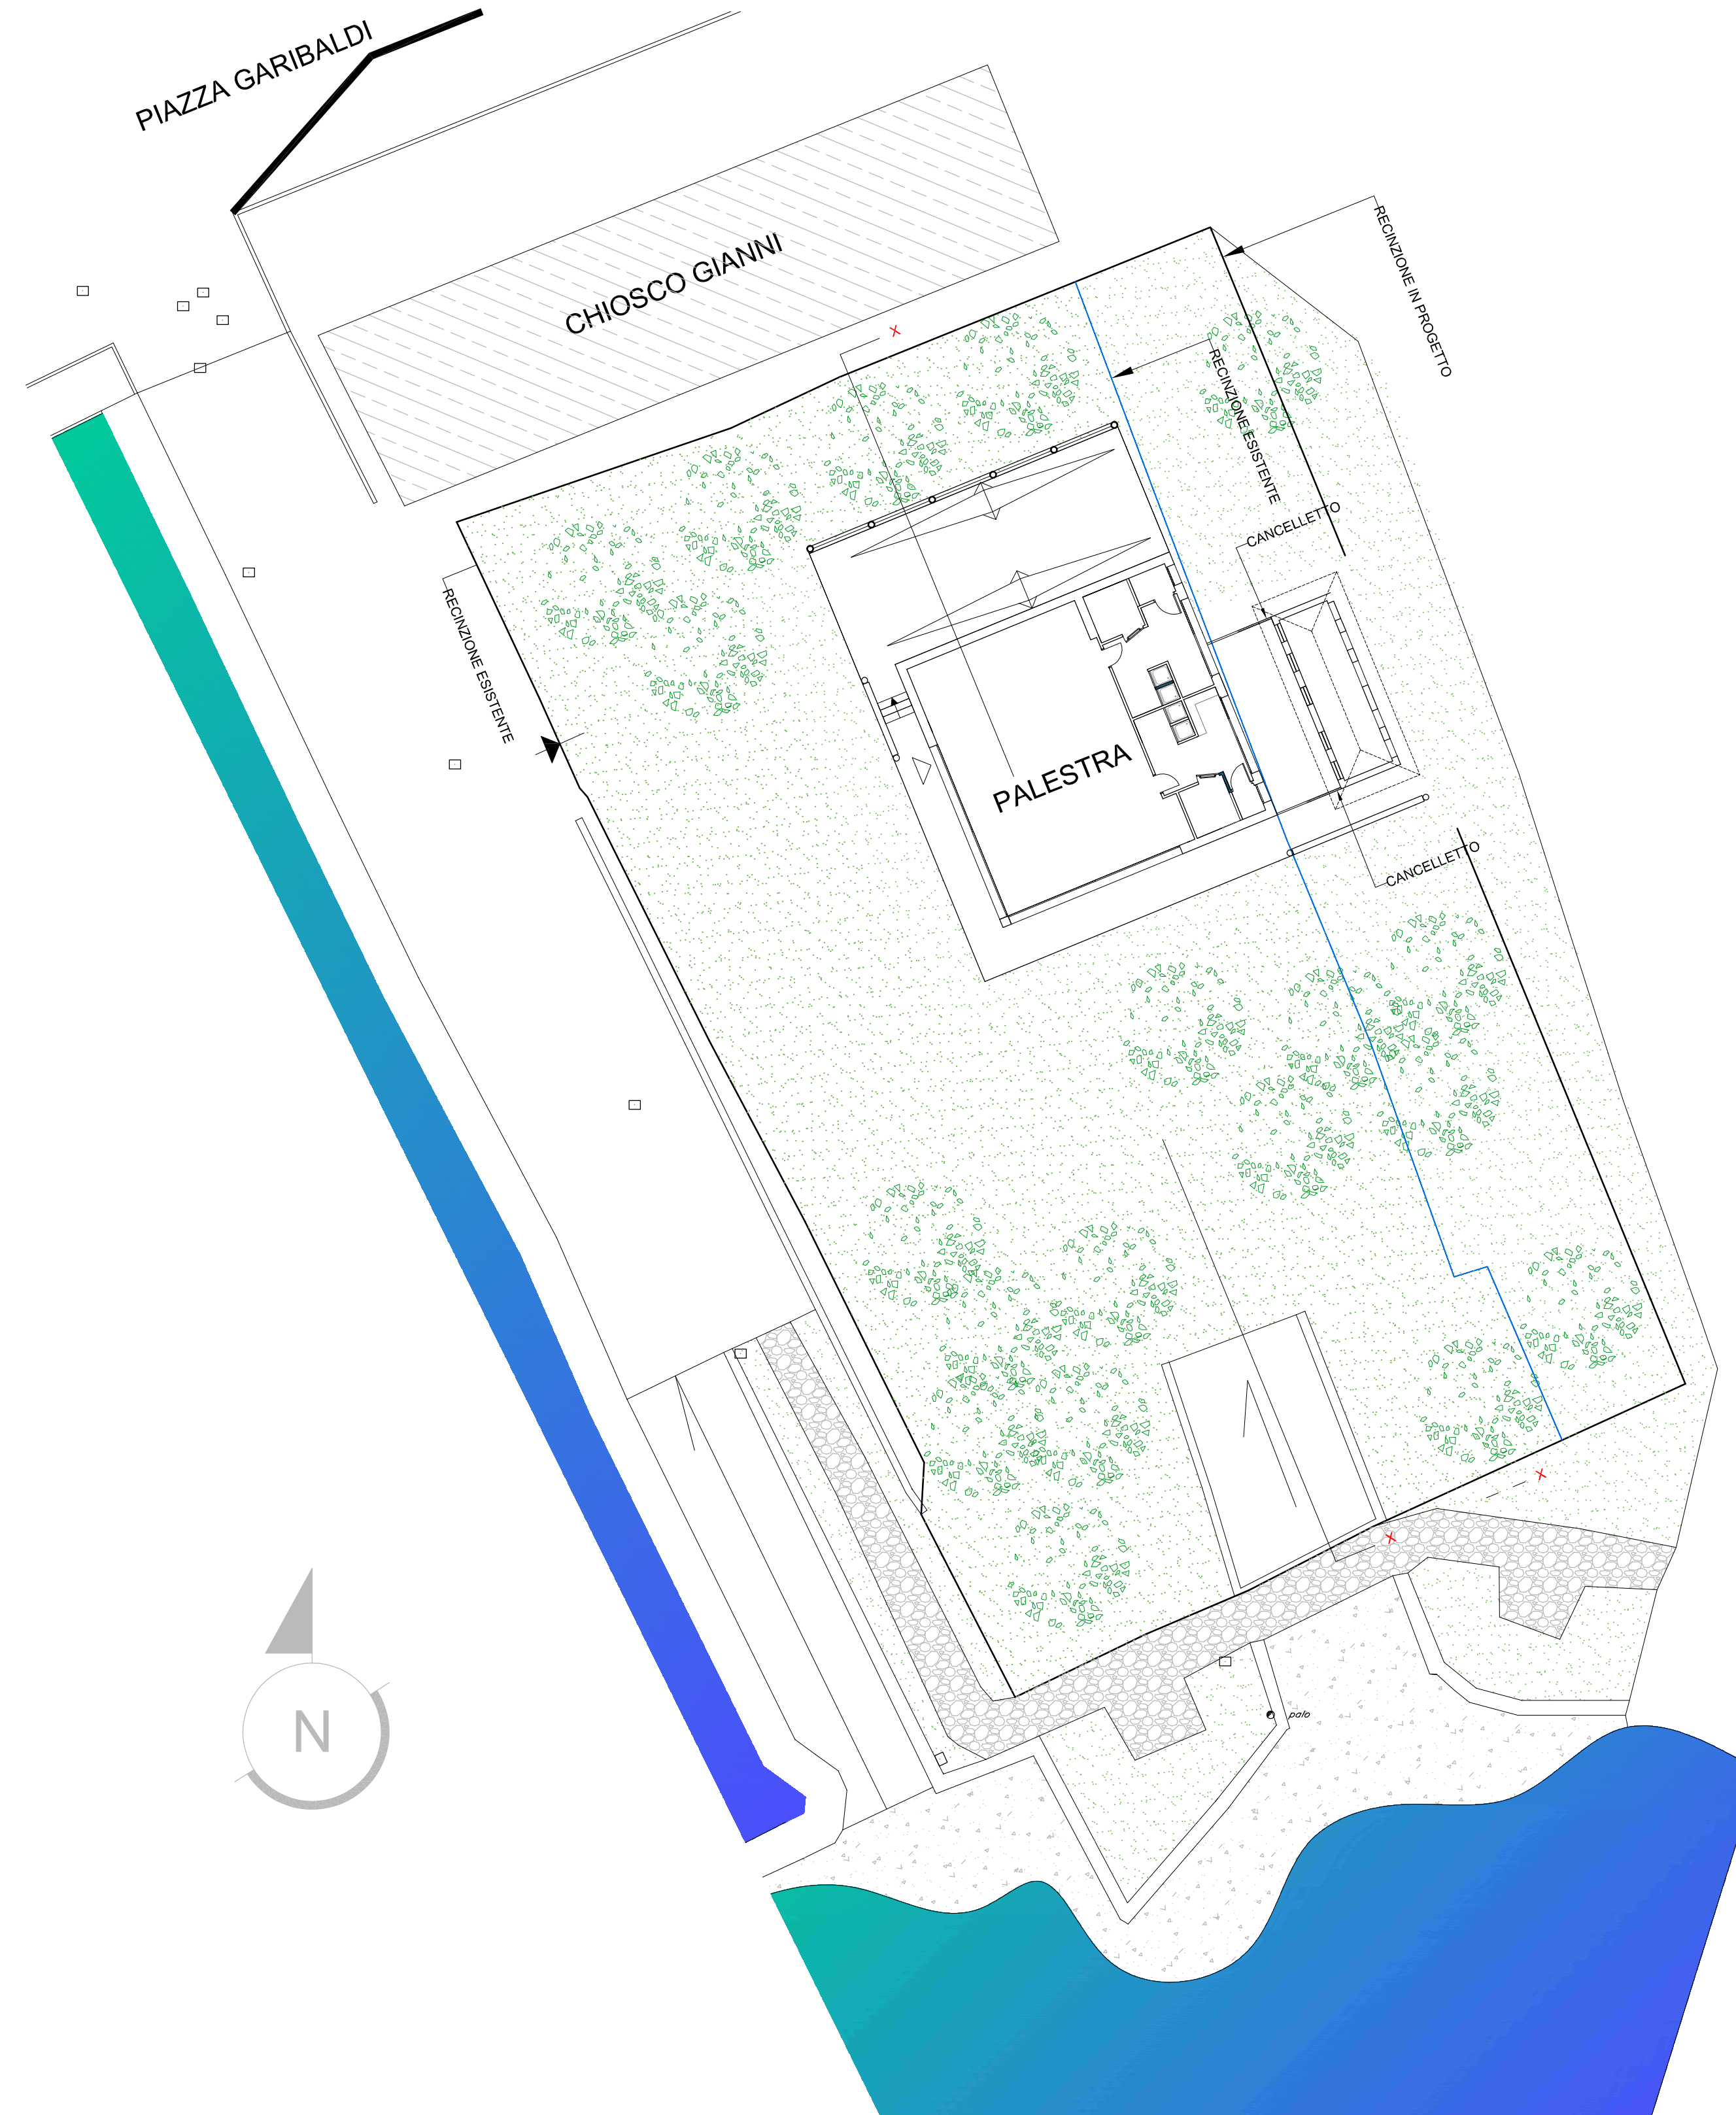 PIAZZA GARIBALDI
CHIOSCO GIANNI
RECINZIONE IN PROGETTO
RECINZIONE ESISTENTE
CANCELLETTO
RECINZIONE ESISTENTE
PALESTRA
CANCELLETTO
X
X
X
N
palo